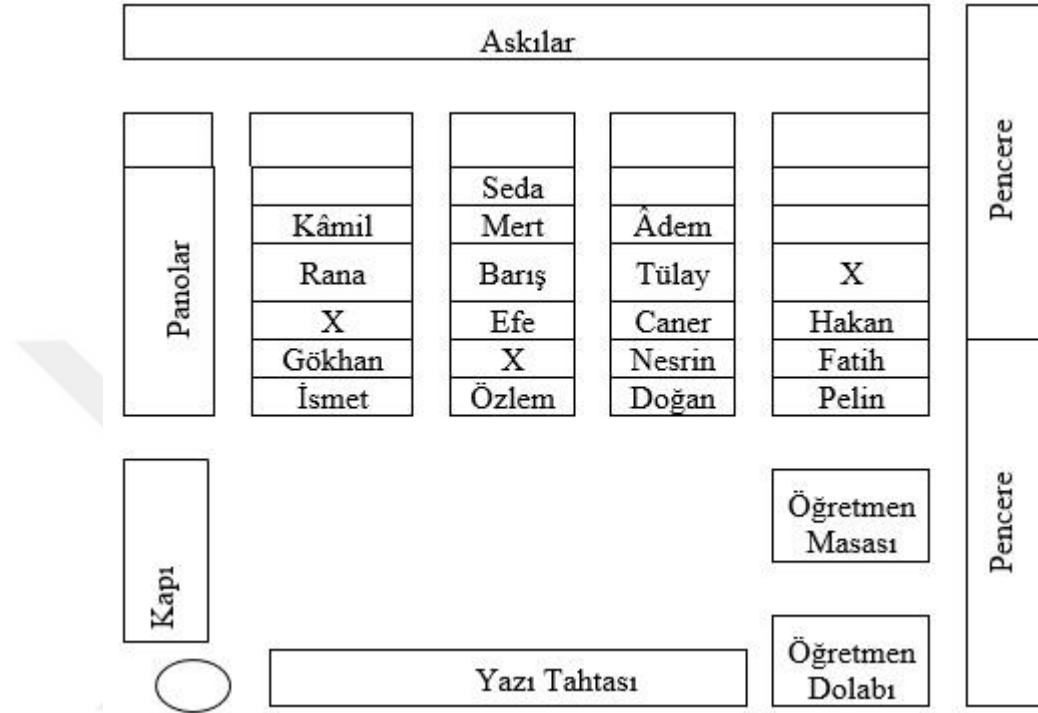 Askılar
Pencere
Seda
Kâmil Mert Âdem
Panolar
Rana Barış Tülay X
X Efe Caner Hakan
Gökhan X Nesrin Fatih
İsmet Özlem Doğan Pelin
Kapı
Öğretmen
Masası
Pencere
Yazı Tahtası
Öğretmen
Dolabı